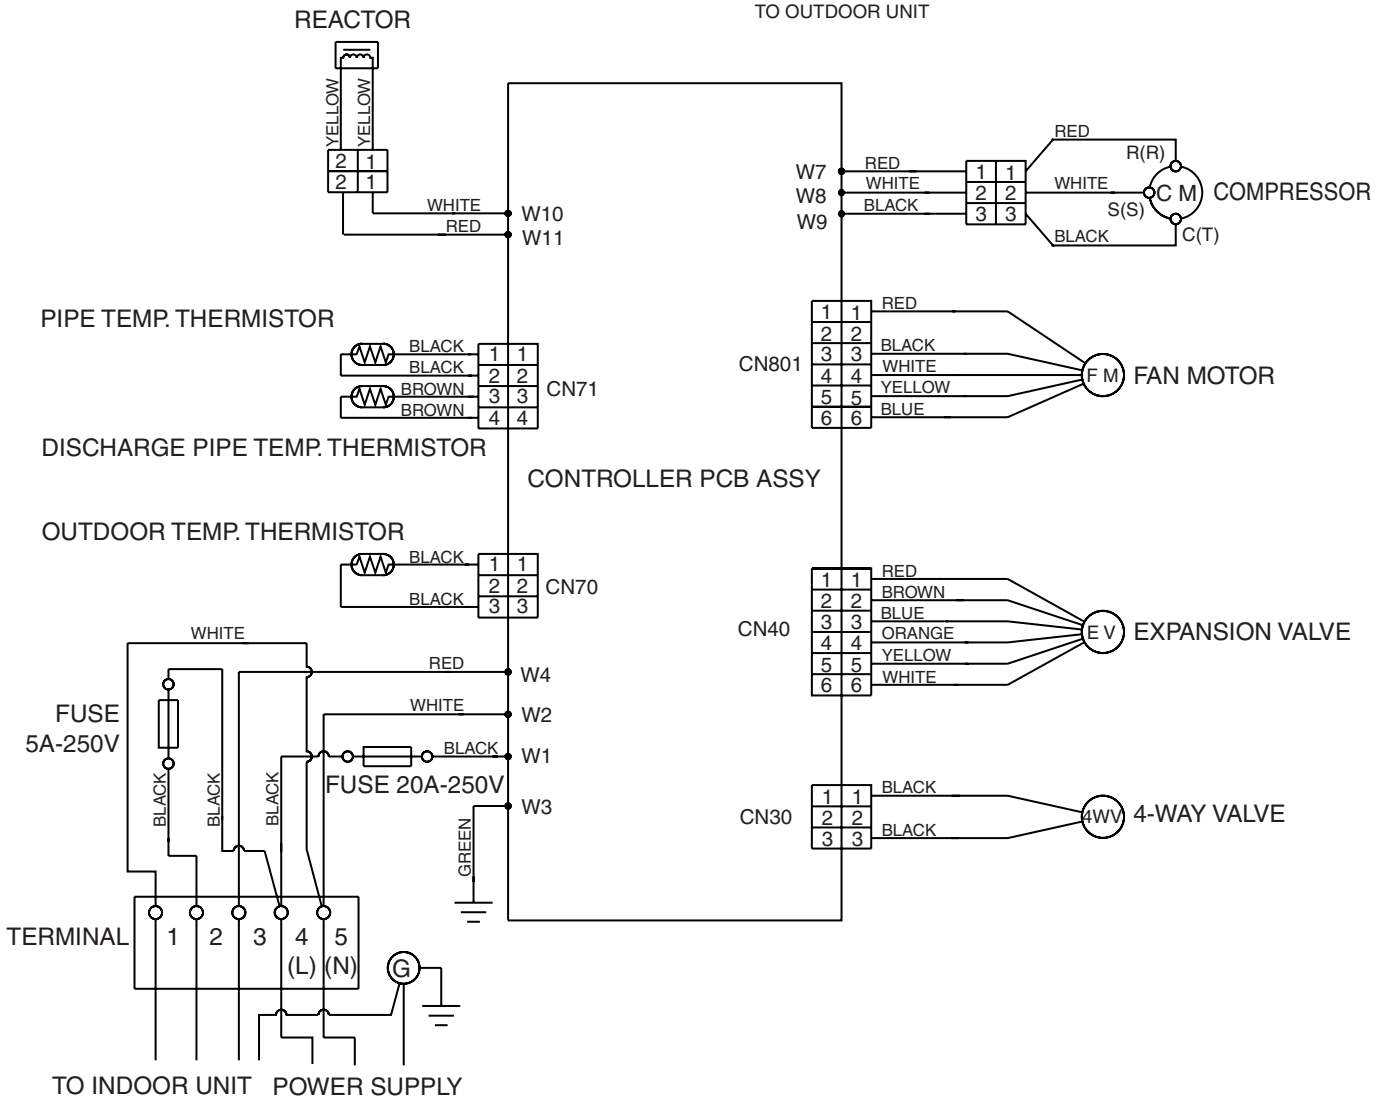 TO OUTDOOR UNIT
REACTOR
YELLOW
YELLOW
2 1
2 1
WHITE
W10
RED
W11
W7
RED
1 1
RED
R(R)
W8
WHITE
2 2
WHITE
S(S)
C M
COMPRESSOR
W9
BLACK
3 3
BLACK
C(T)
PIPE TEMP. THERMISTOR
BLACK
1 1
BLACK
2 2
BROWN
3 3
BROWN
4 4
CN71
DISCHARGE PIPE TEMP. THERMISTOR
CN801
1 1
RED
2 2
3 3
BLACK
4 4
WHITE
5 5
YELLOW
6 6
BLUE
F M
FAN MOTOR
CONTROLLER PCB ASSY
OUTDOOR TEMP. THERMISTOR
BLACK
1 1
2 2
BLACK
3 3
CN70
CN40
1 1
RED
2 2
BROWN
3 3
BLUE
4 4
ORANGE
5 5
YELLOW
6 6
WHITE
E V
EXPANSION VALVE
WHITE
RED
W4
WHITE
W2
FUSE
5A-250V
BLACK
W1
FUSE 20A-250V
BLACK
BLACK
BLACK
W3
GREEN
CN30
1 1
BLACK
2 2
3 3
BLACK
4WV
4-WAY VALVE
TERMINAL
1 2 3 4 5
(L) (N)
G
TO INDOOR UNIT
POWER SUPPLY